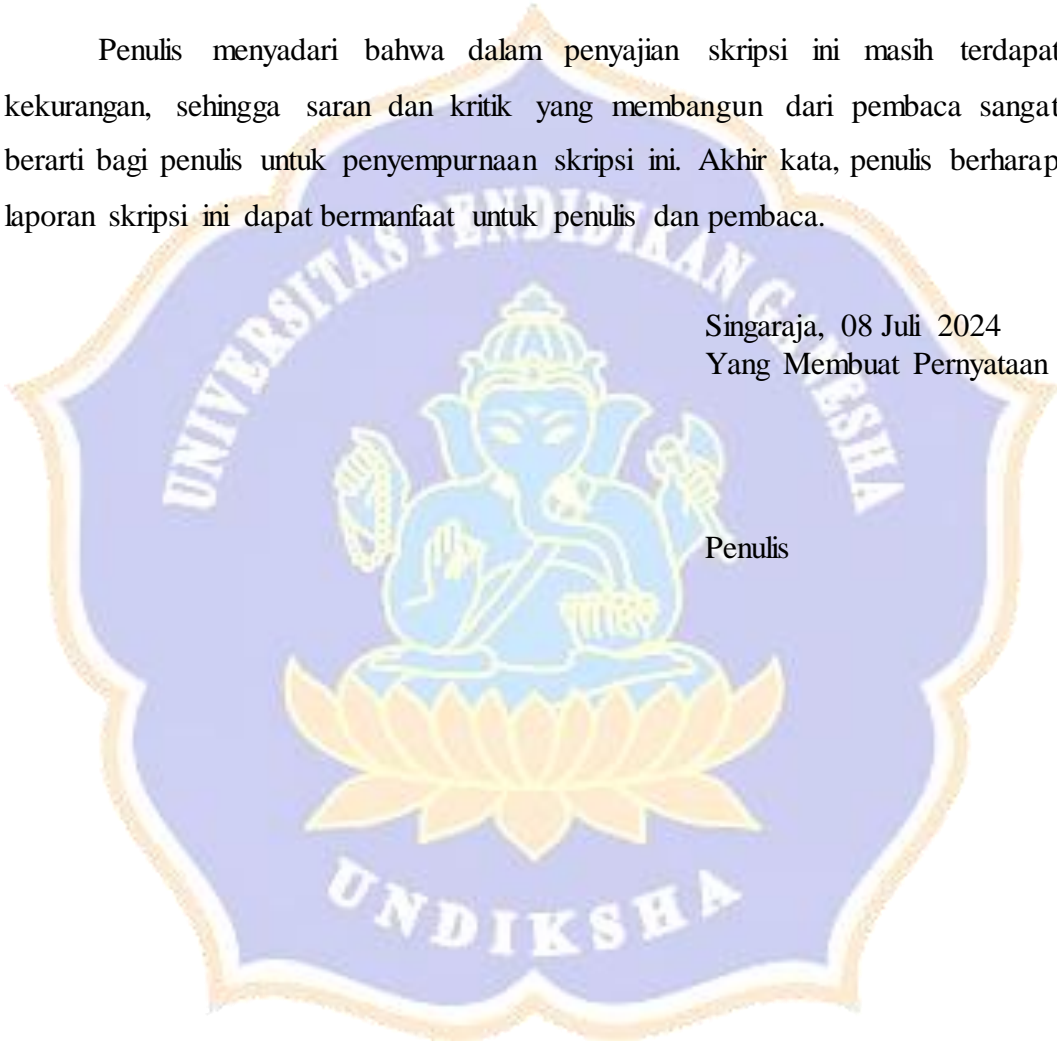 Penulis menyadari bahwa dalam penyajian skripsi ini masih terdapat
kekurangan, sehingga saran dan kritik yang membangun dari pembaca sangat
berarti bagi penulis untuk penyempurnaan skripsi ini. Akhir kata, penulis berharap
laporan skripsi ini dapat bermanfaat untuk penulis dan pembaca.
UNIVERSITAS PENDIDIKAN GANESHA
Singaraja, 08 Juli 2024
Yang Membuat Pernyataan
Penulis
UNDIKSHA